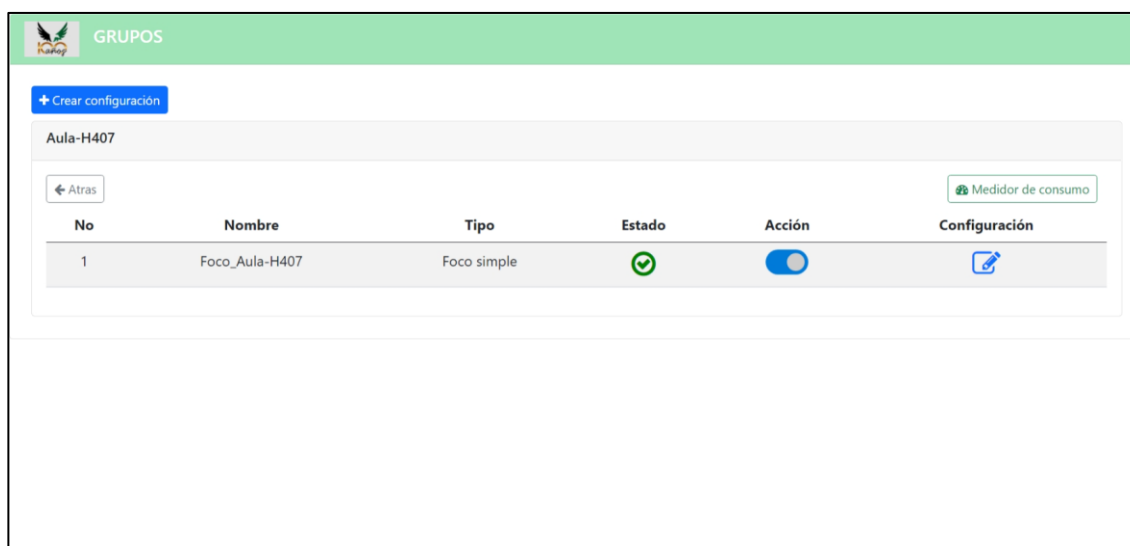 GRUPOS
Crear configuración
Aula-H407
Atras
Medidor de consumo
No Nombre Tipo Estado Acción Configuración
1 Foco_Aula-H407 Foco simple